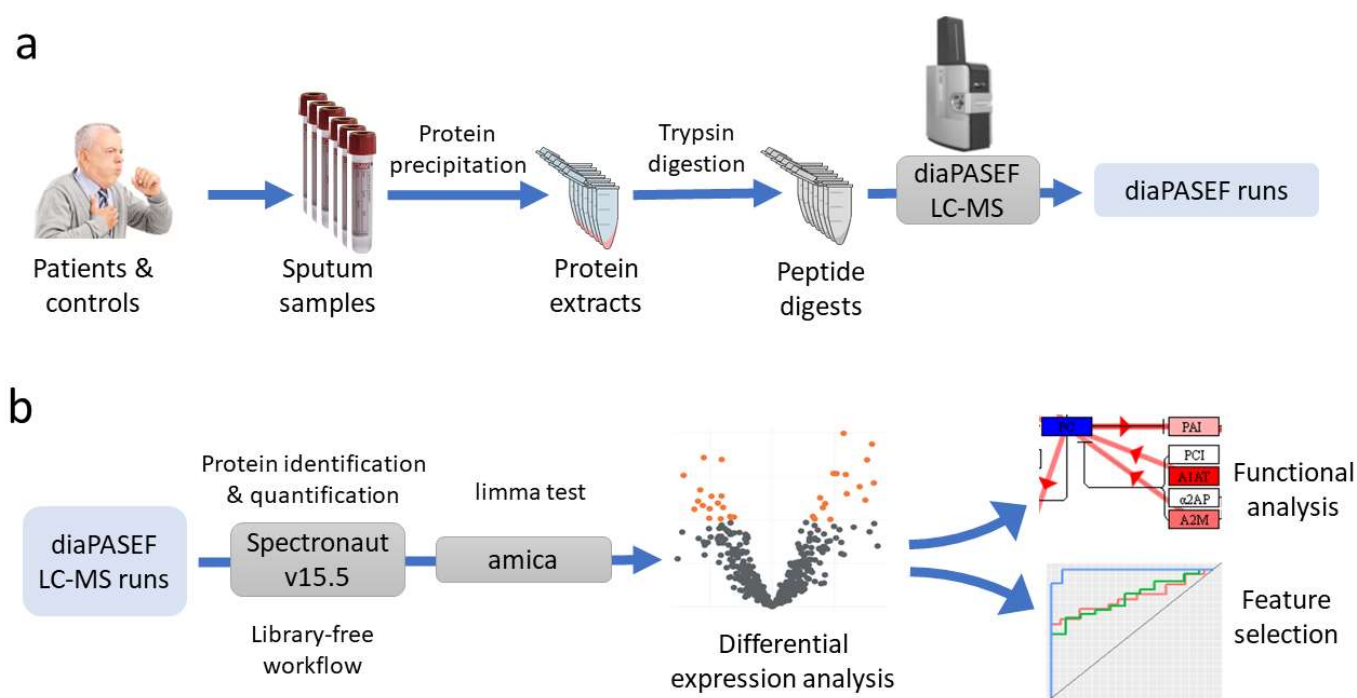 a
Protein
precipitation
Trypsin
digestion
diaPASEF
LC-MS
diaPASEF runs
Patients &
controls
Sputum
samples
Protein
extracts
Peptide
digests
b
Protein identification
& quantification
limma test
diaPASEF
LC-MS runs
Spectronaut
v15.5
amica
Library-free
workflow
Differential
expression analysis
PAI
PCI
A1AT
α2AP
A2M
Functional
analysis
Feature
selection